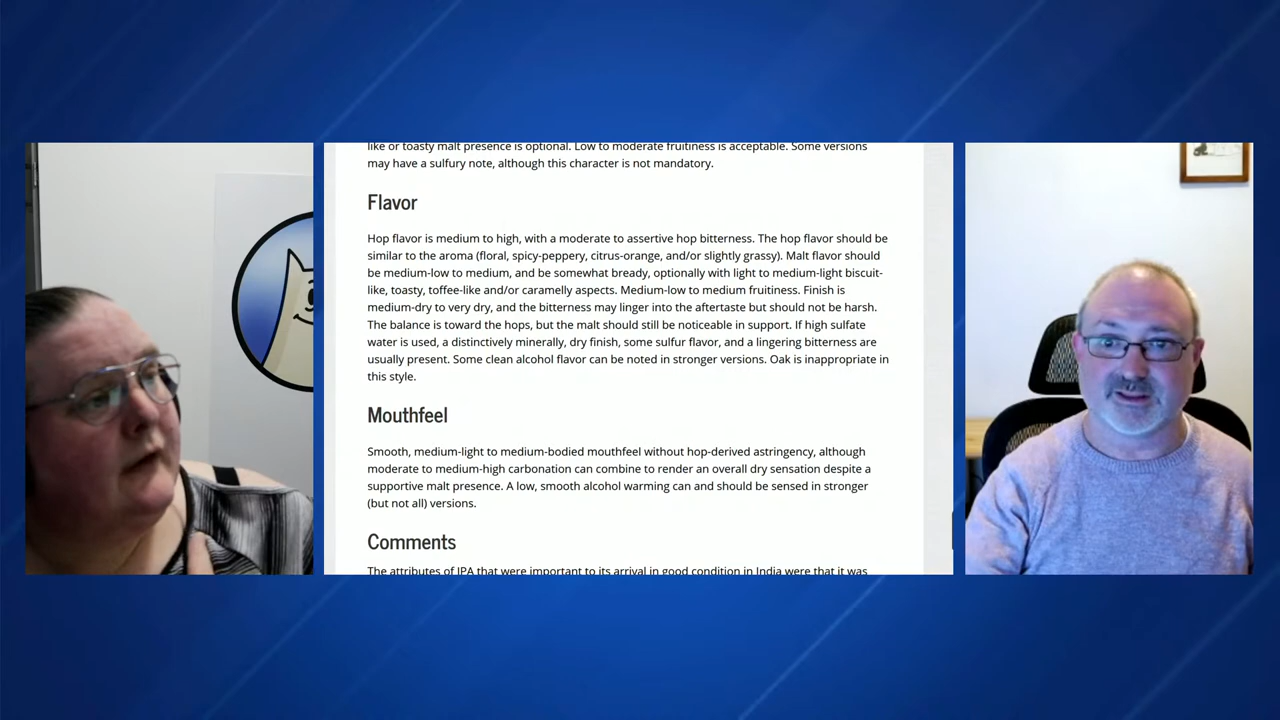 like or toasty malt presence is optional. Low to moderate fruitiness is acceptable. Some versions
may have a sulfury note, although this character is not mandatory.
Flavor
Hop flavor is medium to high, with a moderate to assertive hop bitterness. The hop flavor should be
similar to the aroma (floral, spicy-peppery, citrus-orange, and/or slightly grassy). Malt flavor should
be medium-low to medium, and be somewhat bready, optionally with light to medium-light biscuit-
like, toasty, toffee-like and/or caramelly aspects. Medium-low to medium fruitiness. Finish is
medium-dry to very dry, and the bitterness may linger into the aftertaste but should not be harsh.
The balance is toward the hops, but the malt should still be noticeable in support. If high sulfate
water is used, a distinctively minerally, dry finish, some sulfur flavor, and a lingering bitterness are
usually present. Some clean alcohol flavor can be noted in stronger versions. Oak is inappropriate in
this style.
Mouthfeel
Smooth, medium-light to medium-bodied mouthfeel without hop-derived astringency, although
moderate to medium-high carbonation can combine to render an overall dry sensation despite a
supportive malt presence. A low, smooth alcohol warming can and should be sensed in stronger
(but not all) versions.
Comments
The attributes of IPA that were important to its arrival in good condition in India were that it was